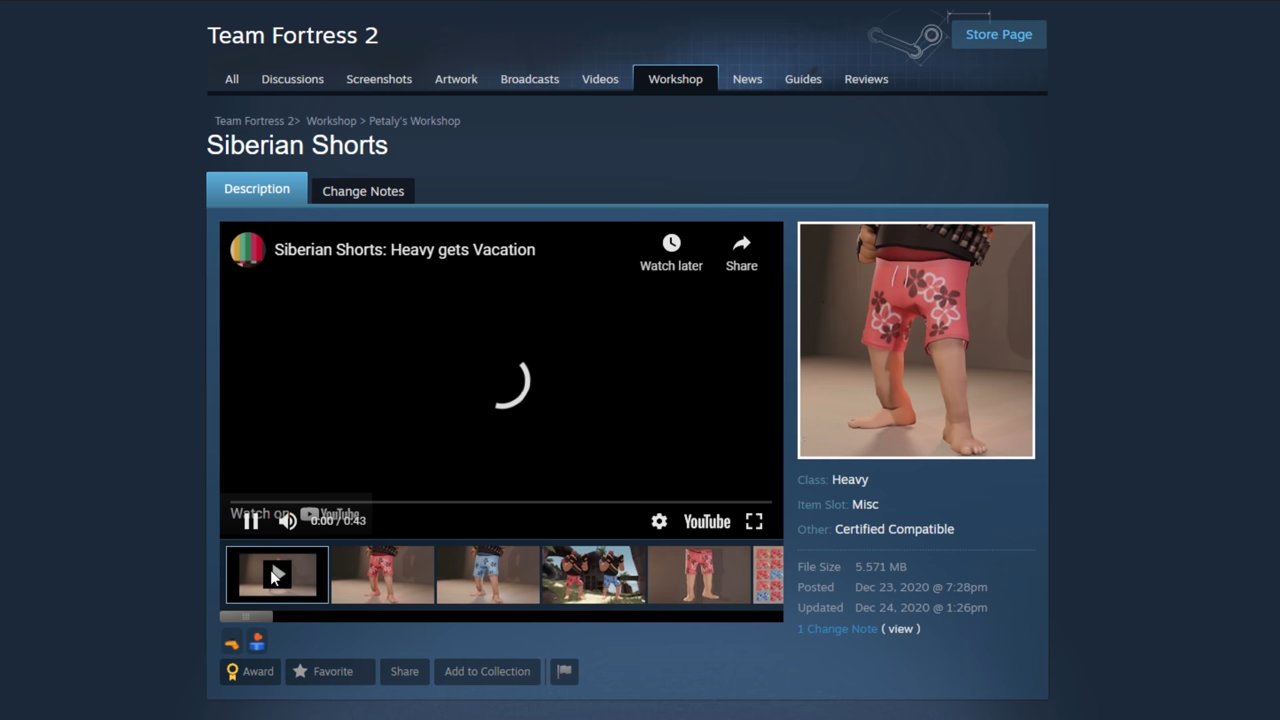 Team Fortress 2
Store Page
All Discussions Screenshots Artwork Broadcasts Videos Workshop News Guides Reviews
Team Fortress 2> Workshop > Petaly's Workshop
Siberian Shorts
Description Change Notes
Siberian Shorts: Heavy gets Vacation
Watch later Share
Watch on YouTube
0:00 / 0:43
YouTube
Class: Heavy
Item Slot: Misc
Other: Certified Compatible
File Size 5.571 MB
Posted Dec 23, 2020 @ 7:28pm
Updated Dec 24, 2020 @ 1:26pm
1 Change Note ( view )
Award Favorite Share Add to Collection